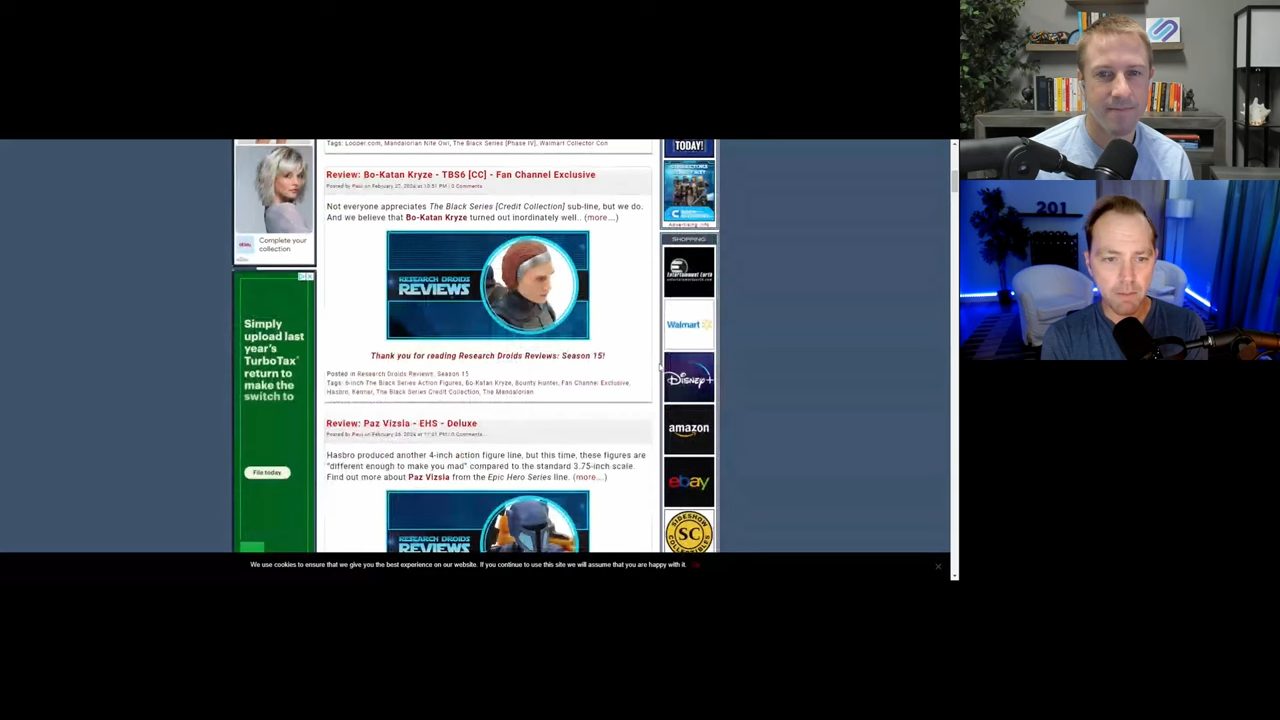 Tags: Looper.com, Mandalorian Nite Owl, The Black Series [Phase IV], Walmart Collector Con
Review: Bo-Katan Kryze - TBS6 [CC] - Fan Channel Exclusive
Not everyone appreciates The Black Series [Credit Collection] sub-line, but we do.
And we believe that Bo-Katan Kryze turned out inordinately well.. (more...)
RESEARCH DROIDS
REVIEWS
Thank you for reading Research Droids Reviews: Season 15!
Posted in Research Droids Reviews, Season 15
Tags: 6-inch The Black Series Action Figures, Bo Katan Kryze, Bounty Hunter, Fan Channel Exclusive,
Hasbro, Kenner, The Black Series Credit Collection, The Mandalorian
Review: Paz Vizsla - EHS - Deluxe
Hasbro produced another 4-inch action figure line, but this time, these figures are
"different enough to make you mad" compared to the standard 3.75-inch scale.
Find out more about Paz Vizsla from the Epic Hero Series line. (more...)
RESEARCH DROIDS
REVIEWS
Complete your
collection
Simply
upload last
year's
TurboTax
return to
make the
switch to
File today
TODAY!
Advertising Info
SHOPPING
Entertainment Earth
Walmart
Disney+
amazon
ebay
SIDESHOW
SC
COLLECTIBLES
We use cookies to ensure that we give you the best experience on our website. If you continue to use this site we will assume that you are happy with it.
201